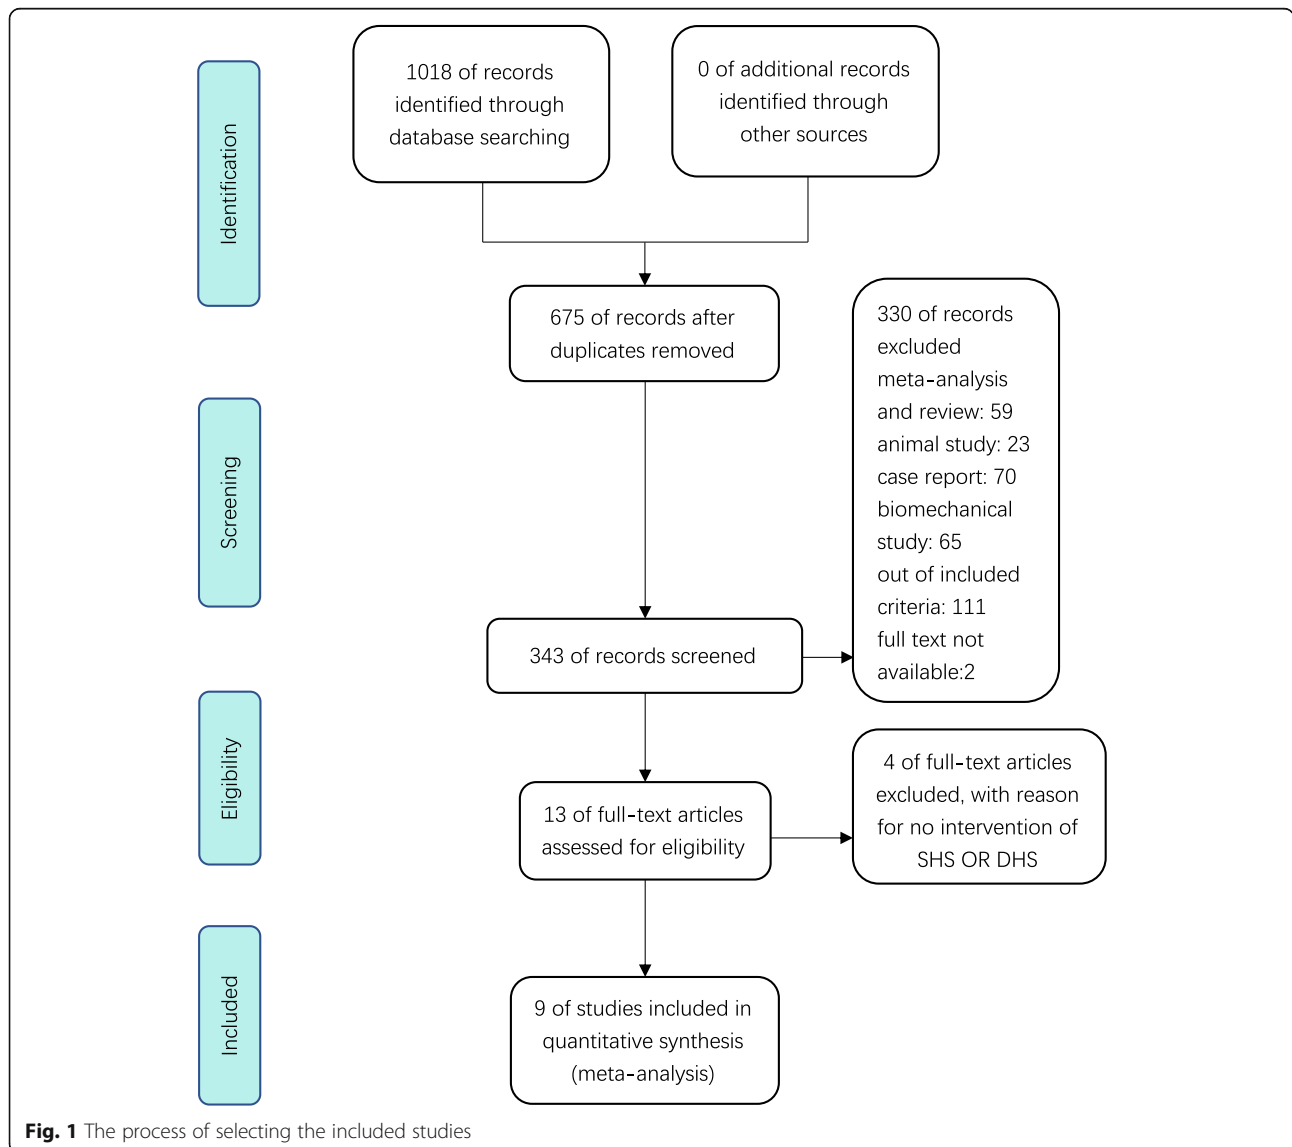 Identification
1018 of records
identified through
database searching
0 of additional records
identified through
other sources
675 of records after
duplicates removed
Screening
330 of records
excluded
meta-analysis
and review: 59
animal study: 23
case report: 70
biomechanical
study: 65
out of included
criteria: 111
full text not
available:2
343 of records screened
Eligibility
13 of full-text articles
assessed for eligibility
4 of full-text articles
excluded, with reason
for no intervention of
SHS OR DHS
Included
9 of studies included in
quantitative synthesis
(meta-analysis)
Fig. 1 The process of selecting the included studies